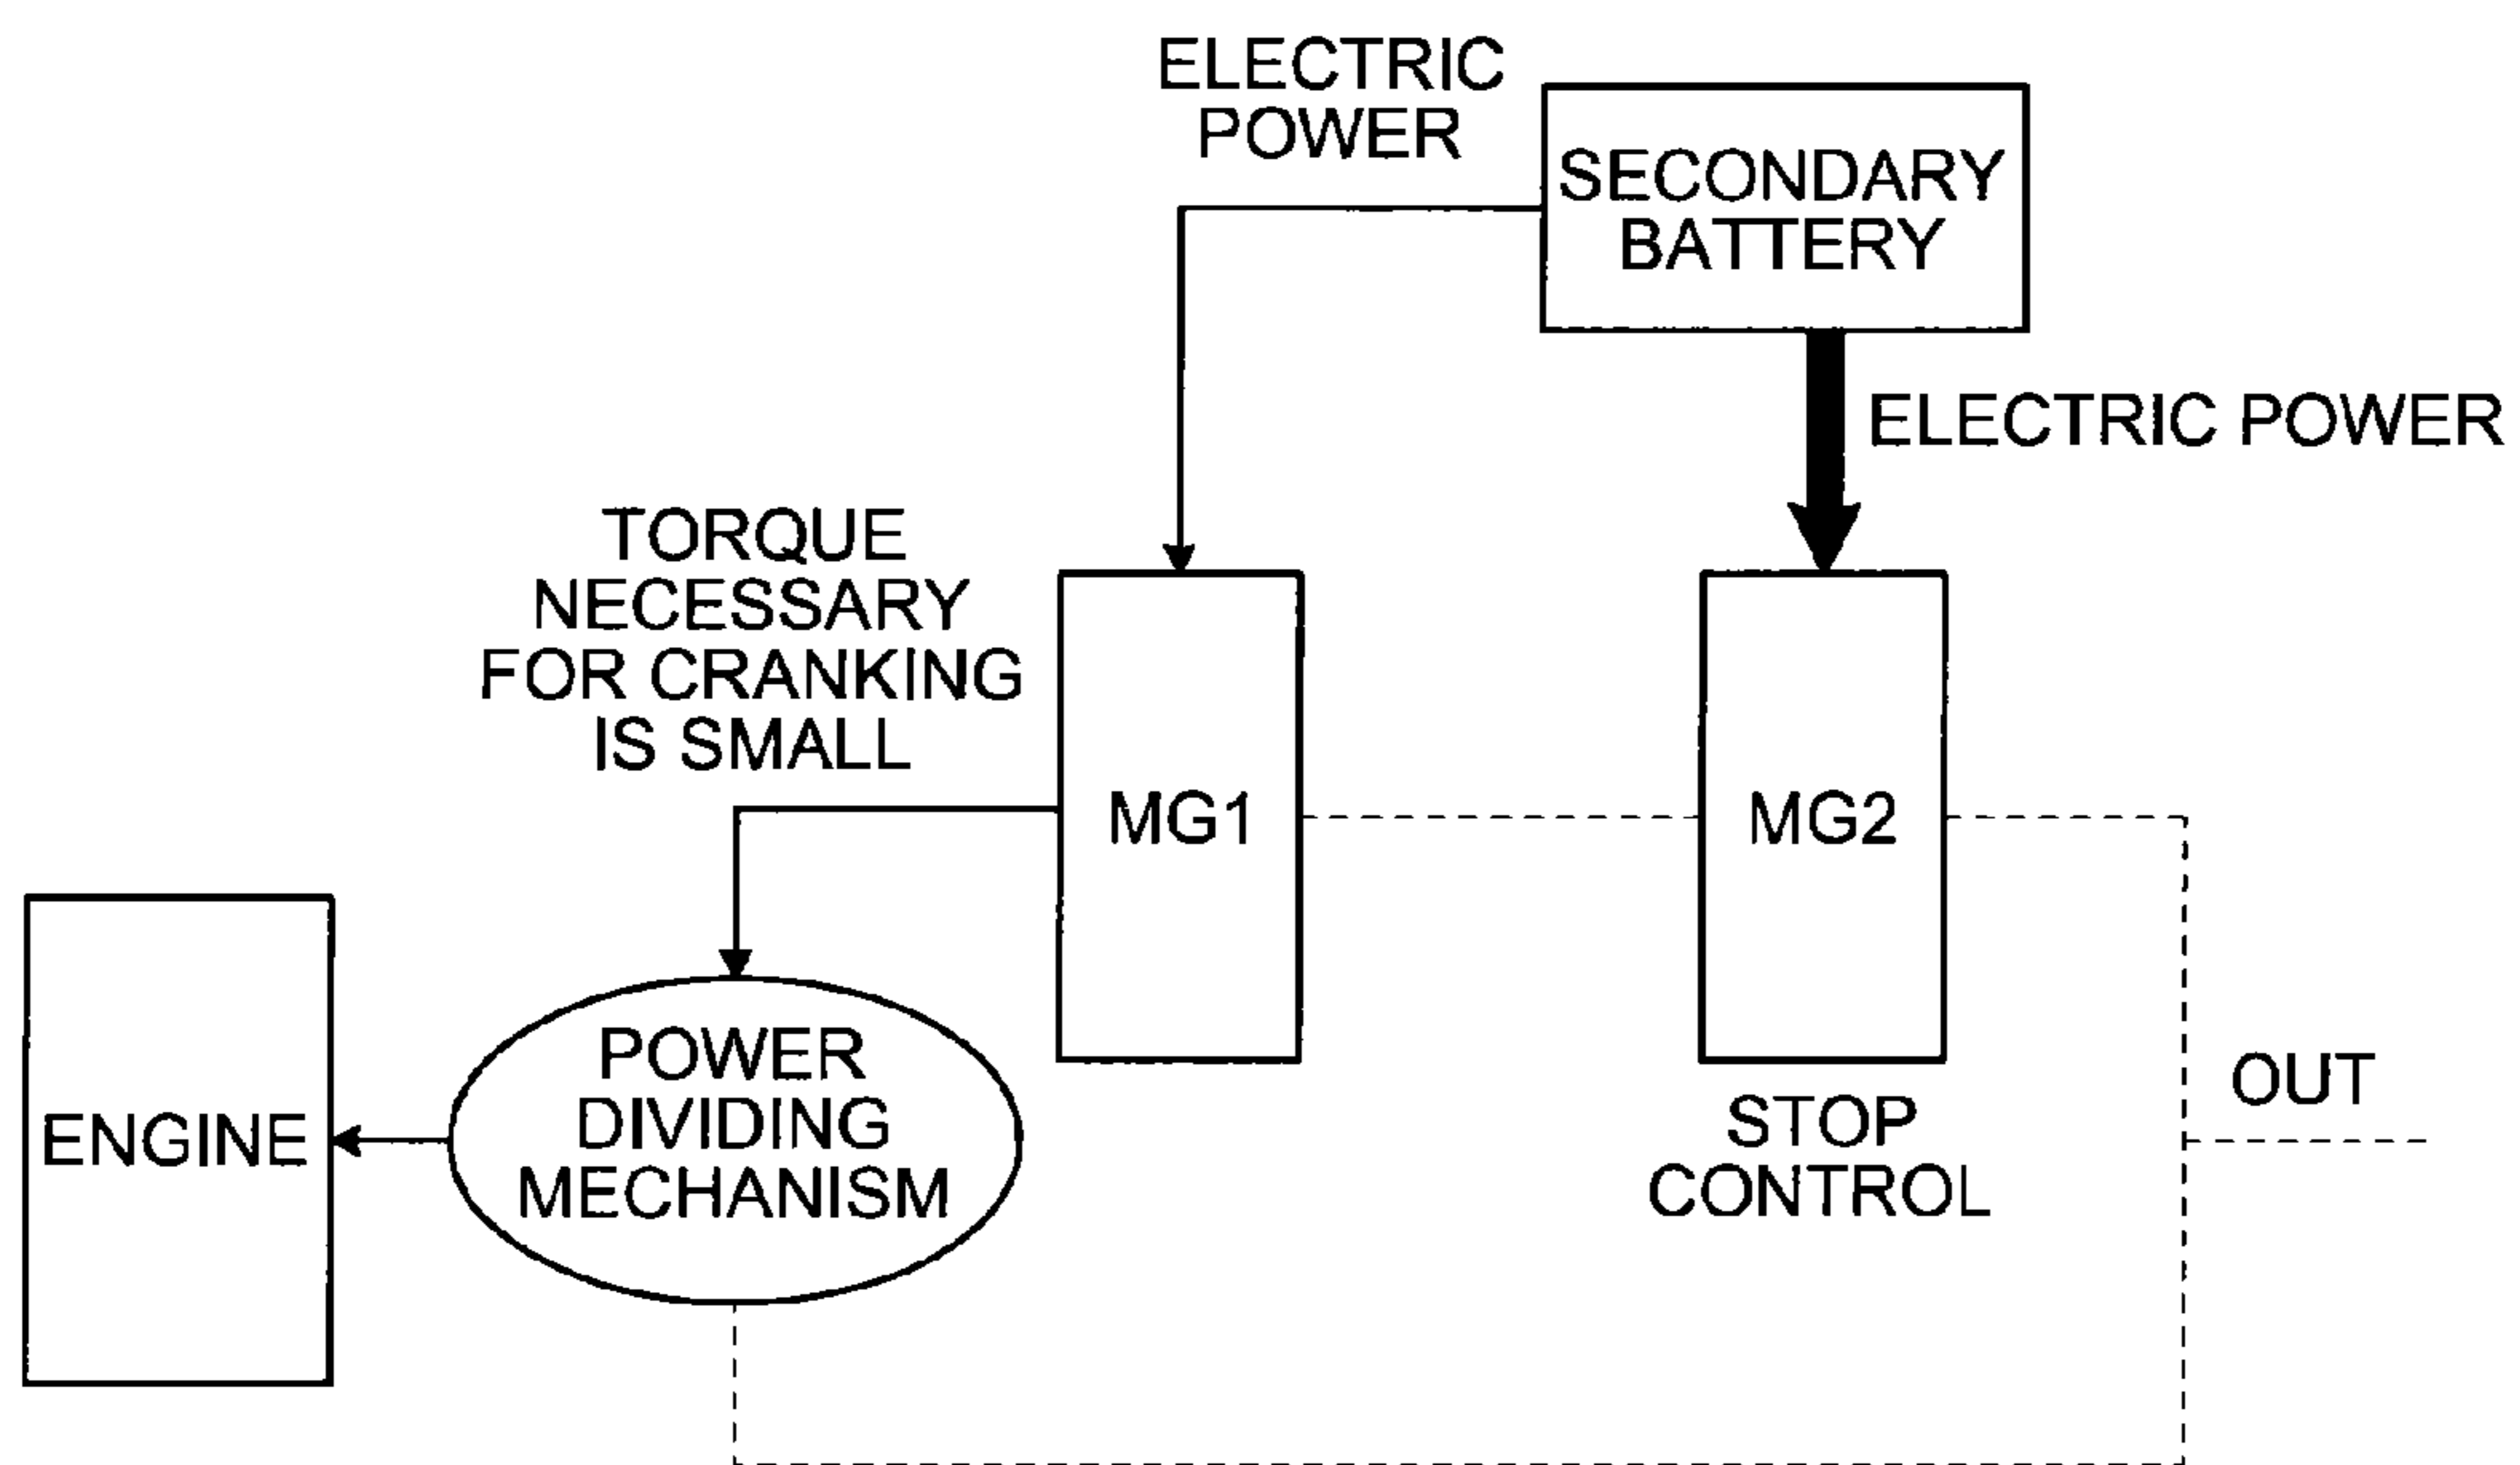 ELECTRIC
POWER
SECONDARY
BATTERY
ELECTRIC POWER
TORQUE
NECESSARY
FOR CRANKING
IS SMALL
MG1
MG2
ENGINE
POWER
DIVIDING
MECHANISM
STOP
CONTROL
OUT